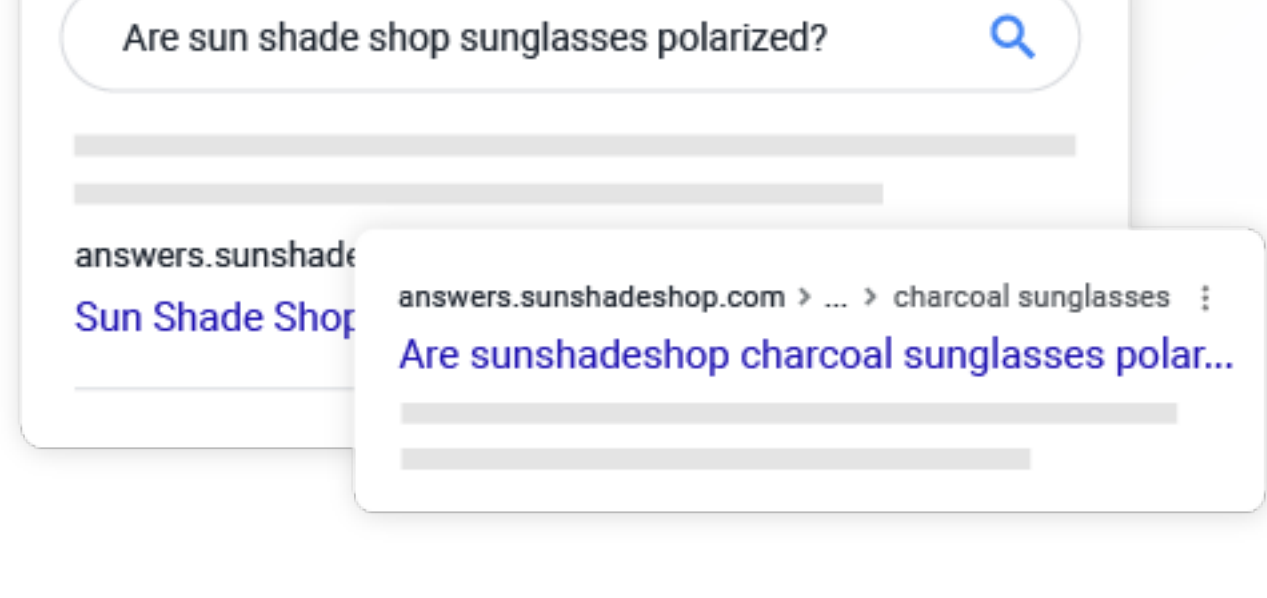 Are sun shade shop sunglasses polarized?
answers.sunshade
Sun Shade Shop
answers.sunshadeshop.com > ... > charcoal sunglasses
Are sunshadeshop charcoal sunglasses polar...